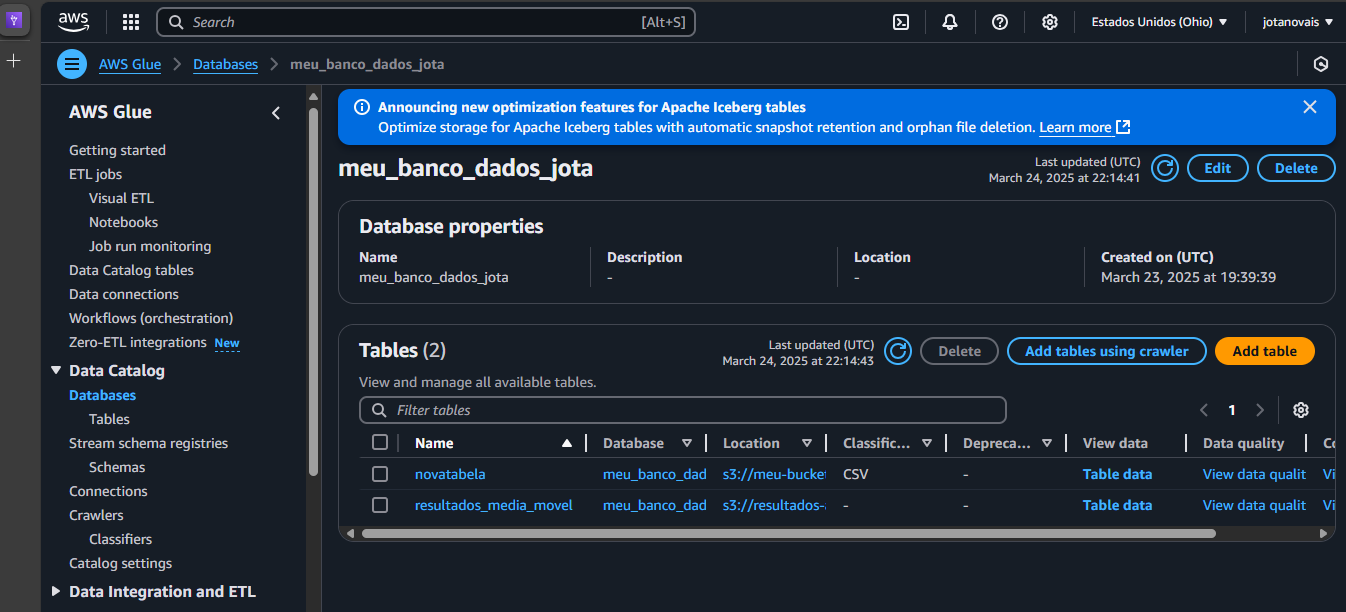 aws
Search [Alt+S]
Estados Unidos (Ohio)
jotanovais
AWS Glue
Databases
meu_banco_dados_jota
AWS Glue
Getting started
ETL jobs
Visual ETL
Notebooks
Job run monitoring
Data Catalog tables
Data connections
Workflows (orchestration)
Zero-ETL integrations New
Data Catalog
Databases
Tables
Stream schema registries
Schemas
Connections
Crawlers
Classifiers
Catalog settings
Data Integration and ETL
Announcing new optimization features for Apache Iceberg tables
Optimize storage for Apache Iceberg tables with automatic snapshot retention and orphan file deletion. Learn more
meu_banco_dados_jota
Last updated (UTC)
March 24, 2025 at 22:14:41
Edit
Delete
Database properties
Name
meu_banco_dados_jota
Description
-
Location
-
Created on (UTC)
March 23, 2025 at 19:39:39
Tables (2)
Last updated (UTC)
March 24, 2025 at 22:14:43
Delete
Add tables using crawler
Add table
View and manage all available tables.
Filter tables
1
Name Database Location Classific... Depreca... View data Data quality Co
novatabela meu_banco_dad s3://meu-bucket CSV - Table data View data qualit Vi
resultados_media_movel meu_banco_dad s3://resultados- - - Table data View data qualit Vi